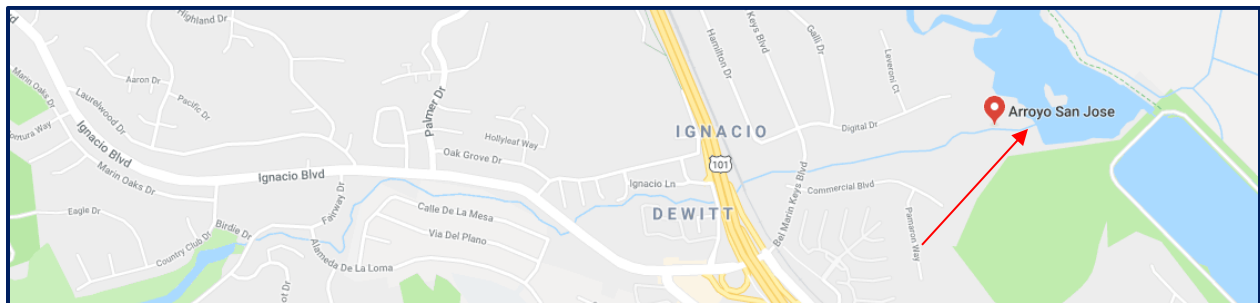 Highland Dr
Aaron Dr
Pacific Dr
Marin Oaks Dr
Laurelwood Dr
Ignacio Blvd
Marin Oaks Dr
Eagle Dr
Country Club Dr
Birdie Dr
Fairway Dr
Alameda De La Loma
Ignacio Blvd
Palmer Dr
Oak Grove Dr
Hollyleaf Way
Calle De La Mesa
Via Del Plano
Ignacio Ln
IGNACIO
DEWITT
101
Hamilton Dr
Keys Blvd
Galli Dr
Leveroni Ct
Digital Dr
Commercial Blvd
Bel Marin Keys Blvd
Pamaron Way
Arroyo San Jose